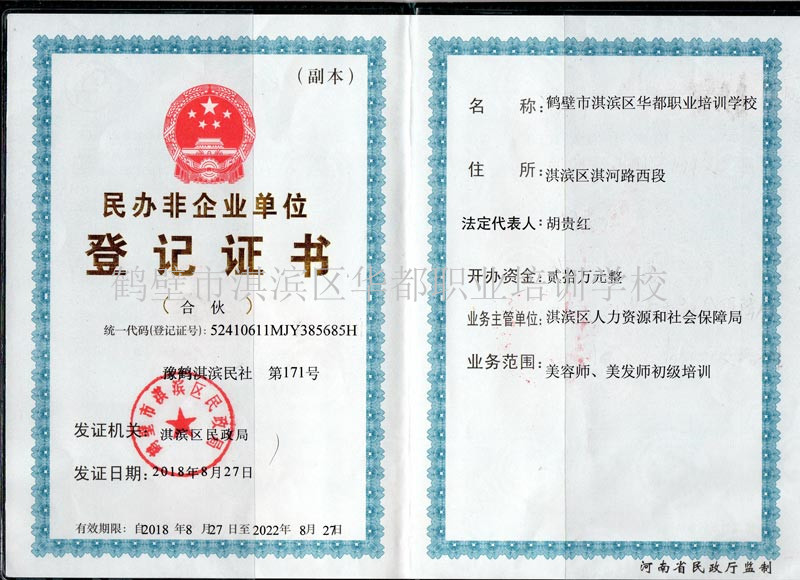 （副本）
民办非企业单位
登记证书
（合伙）
统一代码(登记证号): 52410611MJY385685H
豫鹤淇滨民社 第171号
鹤壁市淇滨区民政局
发证机关: 淇滨区民政局
发证日期: 2018年8月27日
有效期限: 自2018年8月27日至2022年8月27日
名称: 鹤壁市淇滨区华都职业培训学校
住所: 淇滨区淇河路西段
法定代表人: 胡贵红
开办资金: 贰拾万元整
业务主管单位: 淇滨区人力资源和社会保障局
业务范围: 美容师、美发师初级培训
河南省民政厅监制
鹤壁市淇滨区华都职业培训学校